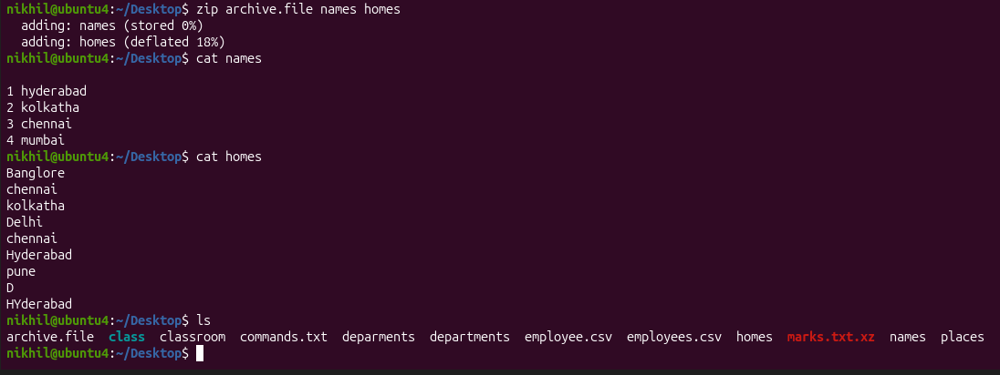 nikhil@ubuntu4:~/Desktop$ zip archive.file names homes
  adding: names (stored 0%)
  adding: homes (deflated 18%)
nikhil@ubuntu4:~/Desktop$ cat names

1 hyderabad
2 kolkatha
3 chennai
4 mumbai
nikhil@ubuntu4:~/Desktop$ cat homes
Banglore
chennai
kolkatha
Delhi
chennai
Hyderabad
pune
D
HYderabad
nikhil@ubuntu4:~/Desktop$ ls
archive.file  class  classroom  commands.txt  deparments  departments  employee.csv  employees.csv  homes  marks.txt.xz  names  places
nikhil@ubuntu4:~/Desktop$